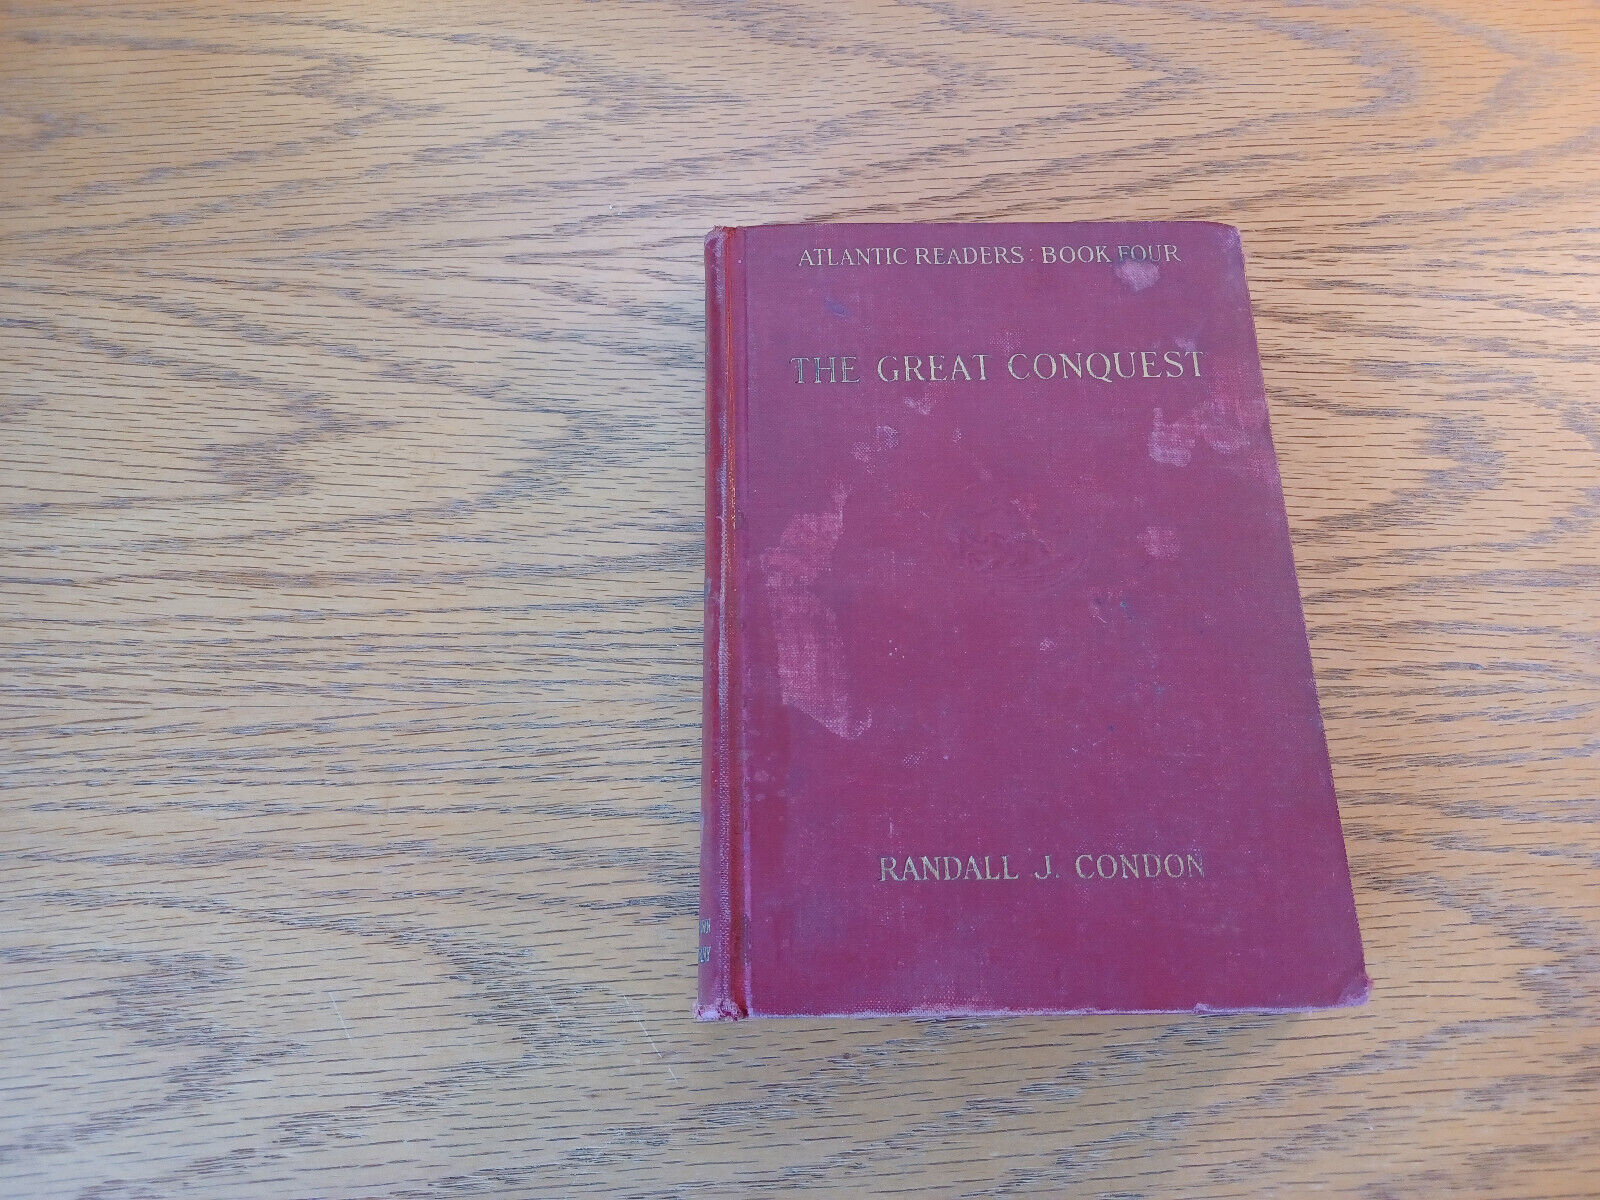 ATLANTIC READERS: BOOK FOUR
THE GREAT CONQUEST
RANDALL J. CONDON